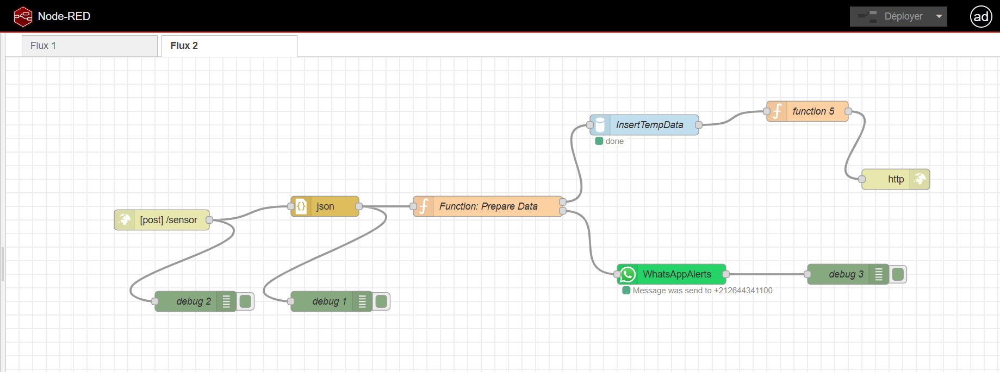 Node-RED
Déployer
ad
Flux 1
Flux 2
function 5
InsertTempData
done
http
json
Function: Prepare Data
[post] /sensor
WhatsAppAlerts
debug 3
Message was send to +212644341100
debug 2
debug 1